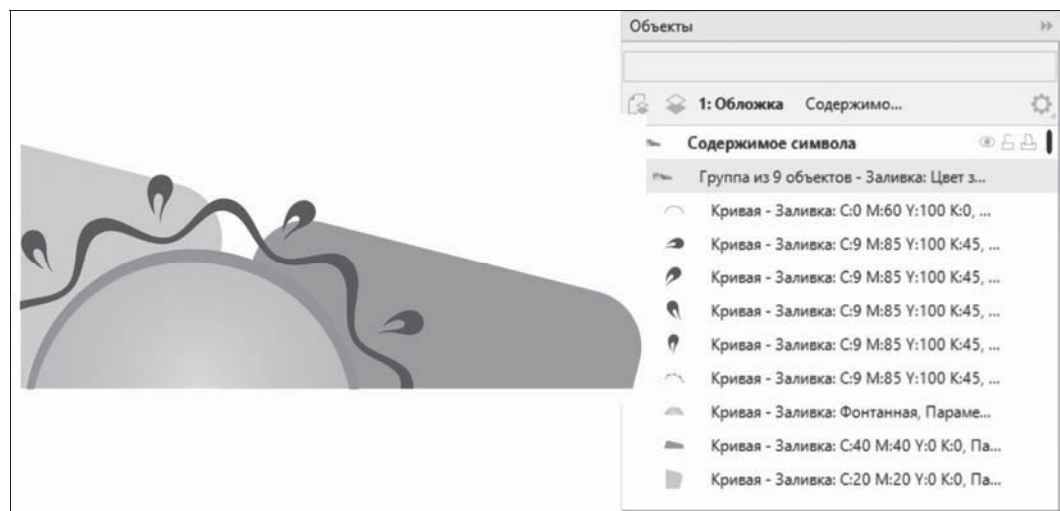 Объекты
1: Обложка Содержимо...
Содержимое символа
Группа из 9 объектов - Заливка: Цвет з...
Кривая - Заливка: C:0 M:60 Y:100 K:0, ...
Кривая - Заливка: C:9 M:85 Y:100 K:45, ...
Кривая - Заливка: C:9 M:85 Y:100 K:45, ...
Кривая - Заливка: C:9 M:85 Y:100 K:45, ...
Кривая - Заливка: C:9 M:85 Y:100 K:45, ...
Кривая - Заливка: C:9 M:85 Y:100 K:45, ...
Кривая - Заливка: Фонтанная, Параме...
Кривая - Заливка: C:40 M:40 Y:0 K:0, Па...
Кривая - Заливка: C:20 M:20 Y:0 K:0, Па...